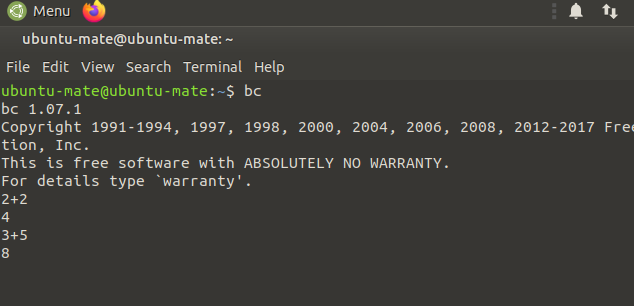 Menu
ubuntu-mate@ubuntu-mate: ~
File Edit View Search Terminal Help
ubuntu-mate@ubuntu-mate:~$ bc
bc 1.07.1
Copyright 1991-1994, 1997, 1998, 2000, 2004, 2006, 2008, 2012-2017 Free
tion, Inc.
This is free software with ABSOLUTELY NO WARRANTY.
For details type `warranty'.
2+2
4
3+5
8